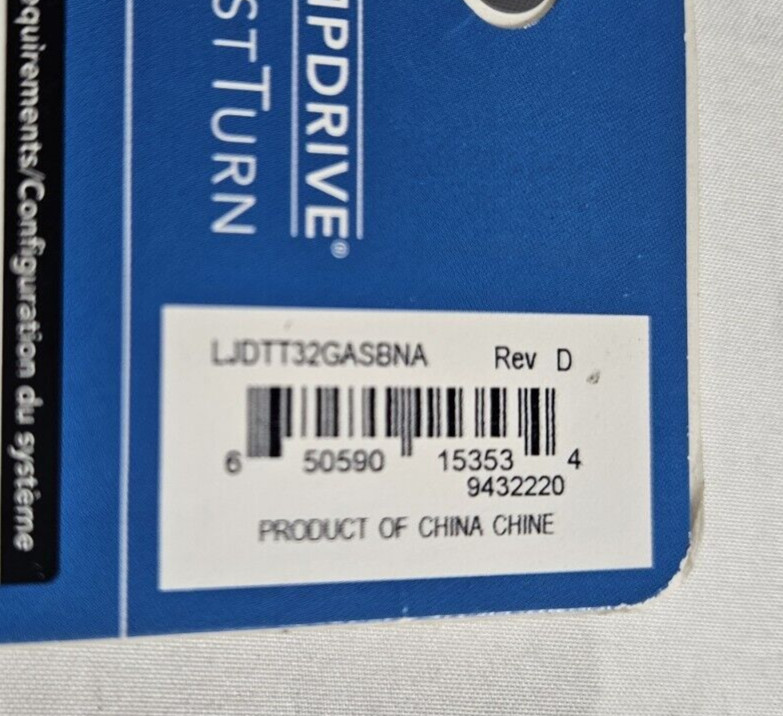 quirements/Configuration du système
STTURN
PDRIVE®
LJDTT32GASBNA Rev D
6 50590 15353 4
9432220
PRODUCT OF CHINA CHINE